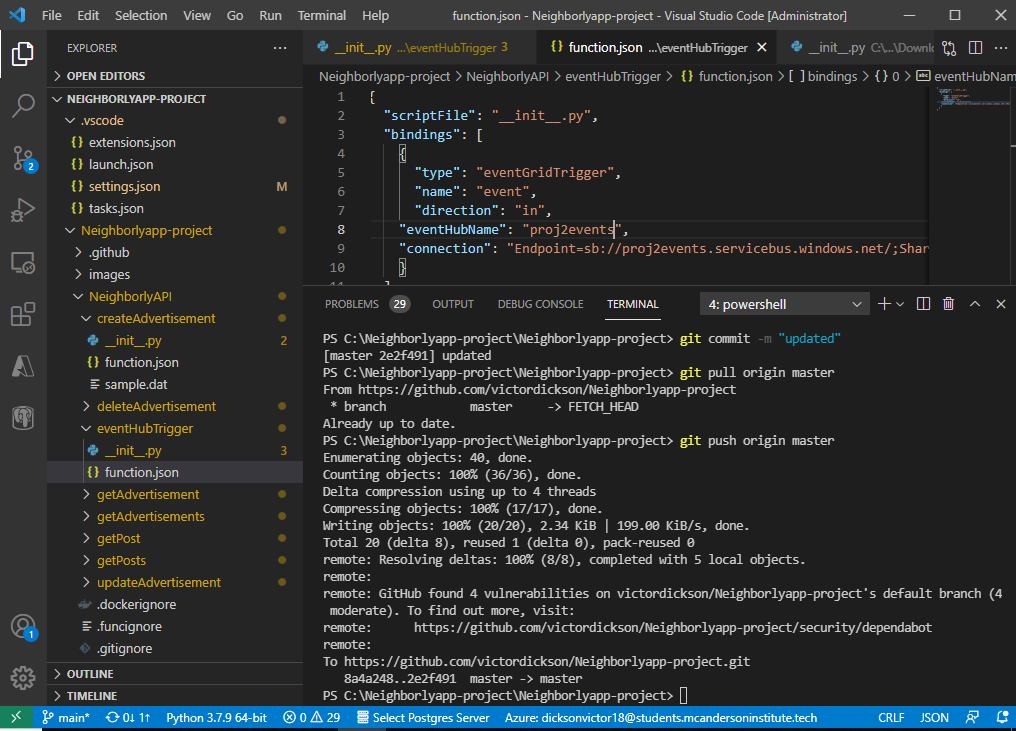 File Edit Selection View Go Run Terminal Help function.json - Neighborlyapp-project - Visual Studio Code [Administrator]
EXPLORER
OPEN EDITORS
NEIGHBORLYAPP-PROJECT
.vscode
extensions.json
launch.json
settings.json M
tasks.json
Neighborlyapp-project
.github
images
NeighborlyAPI
createAdvertisement
__init__.py 2
function.json
sample.dat
deleteAdvertisement
eventHubTrigger
__init__.py 3
function.json
getAdvertisement
getAdvertisements
getPost
getPosts
updateAdvertisement
.dockerignore
.funcignore
.gitignore
OUTLINE
TIMELINE
2
1
__init__.py ...\eventHubTrigger 3 function.json ...\eventHubTrigger __init__.py C:\...\Downl
Neighborlyapp-project > NeighborlyAPI > eventHubTrigger > {} function.json > [ ] bindings > {} 0 > eventHubNam
1 {
2 "scriptFile": "__init__.py",
3 "bindings": [
4 {
5 "type": "eventGridTrigger",
6 "name": "event",
7 "direction": "in",
8 "eventHubName": "proj2events",
9 "connection": "Endpoint=sb://proj2events.servicebus.windows.net/;Shar
10 }
PROBLEMS 29 OUTPUT DEBUG CONSOLE TERMINAL 4: powershell
PS C:\Neighborlyapp-project\Neighborlyapp-project> git commit -m "updated"
[master 2e2f491] updated
PS C:\Neighborlyapp-project\Neighborlyapp-project> git pull origin master
From https://github.com/victordickson/Neighborlyapp-project
* branch master -> FETCH_HEAD
Already up to date.
PS C:\Neighborlyapp-project\Neighborlyapp-project> git push origin master
Enumerating objects: 40, done.
Counting objects: 100% (36/36), done.
Delta compression using up to 4 threads
Compressing objects: 100% (17/17), done.
Writing objects: 100% (20/20), 2.34 KiB | 199.00 KiB/s, done.
Total 20 (delta 8), reused 1 (delta 0), pack-reused 0
remote: Resolving deltas: 100% (8/8), completed with 5 local objects.
remote:
remote: GitHub found 4 vulnerabilities on victordickson/Neighborlyapp-project's default branch (4
moderate). To find out more, visit:
remote: https://github.com/victordickson/Neighborlyapp-project/security/dependabot
remote:
To https://github.com/victordickson/Neighborlyapp-project.git
8a4a248..2e2f491 master -> master
PS C:\Neighborlyapp-project\Neighborlyapp-project>
main* 0↓ 1↑ Python 3.7.9 64-bit 0 29 Select Postgres Server Azure: dicksonvictor18@students.mcandersoninstitute.tech CRLF JSON